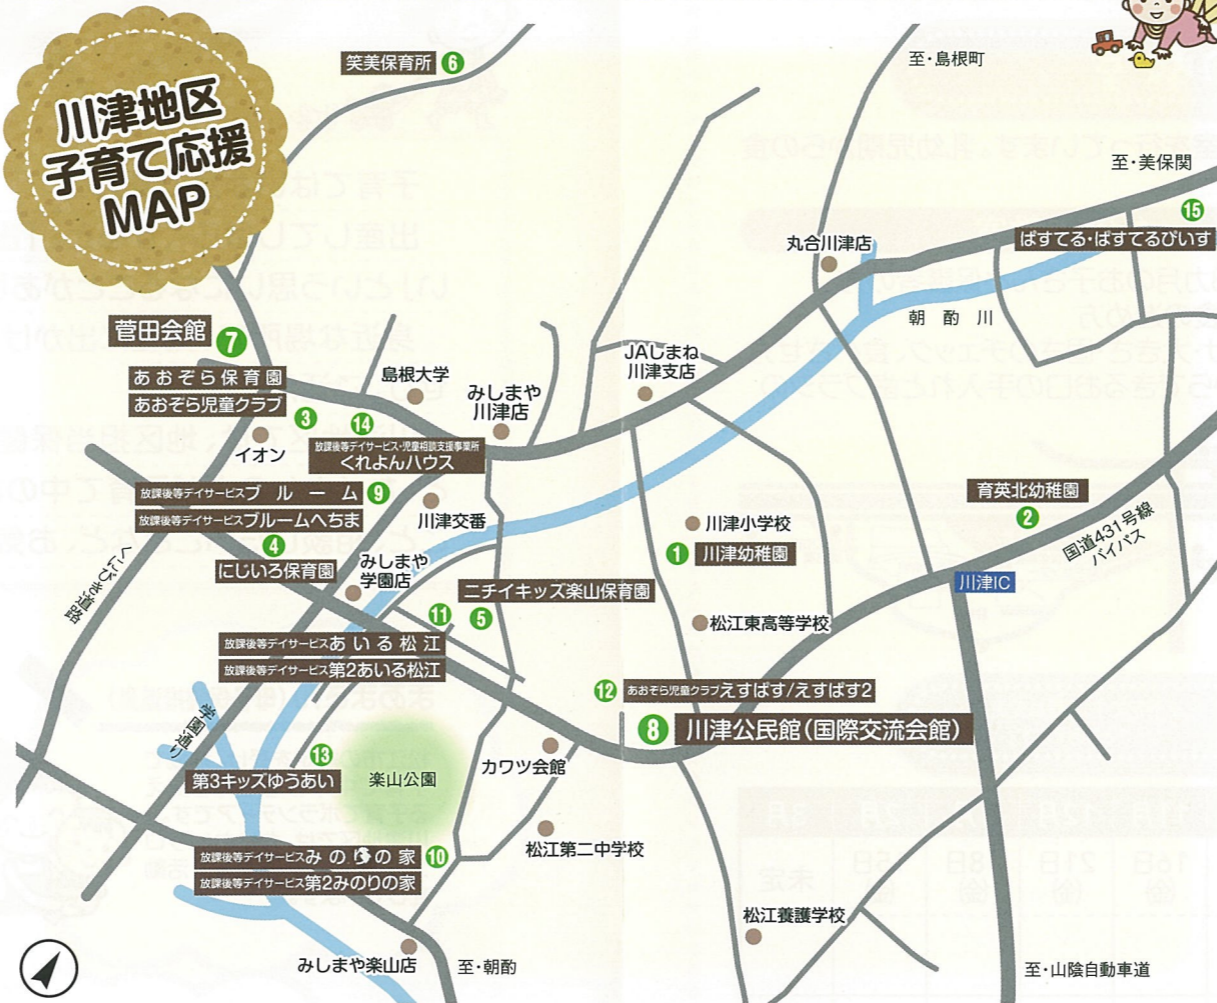 川津地区
子育て応援
MAP
笑美保育所 6
至・島根町
至・美保関
15
ぱすてる・ぱすてるぴいす
丸合川津店
朝酌川
菅田会館 7
あおぞら保育園
あおぞら児童クラブ
3
島根大学
14
みしまや
川津店
JAしまね
川津支店
イオン
放課後等デイサービス・児童相談支援事業所
くれよんハウス
放課後等デイサービス ブルーム 9
放課後等デイサービス ブルームへちま
4
にじいろ保育園
川津交番
くにびき道路
みしまや
学園店
川津小学校
1 川津幼稚園
育英北幼稚園
2
国道431号線
バイパス
川津IC
ニチイキッズ楽山保育園
11
5
松江東高等学校
放課後等デイサービス あいる松江
放課後等デイサービス 第2あいる松江
12 あおぞら児童クラブ えすぱす/えすぱす2
8 川津公民館(国際交流会館)
学園通り
13
第3キッズゆうあい
楽山公園
カワツ会館
松江第二中学校
放課後等デイサービス みのりの家 10
放課後等デイサービス 第2みのりの家
松江養護学校
みしまや楽山店
至・朝酌
至・山陰自動車道